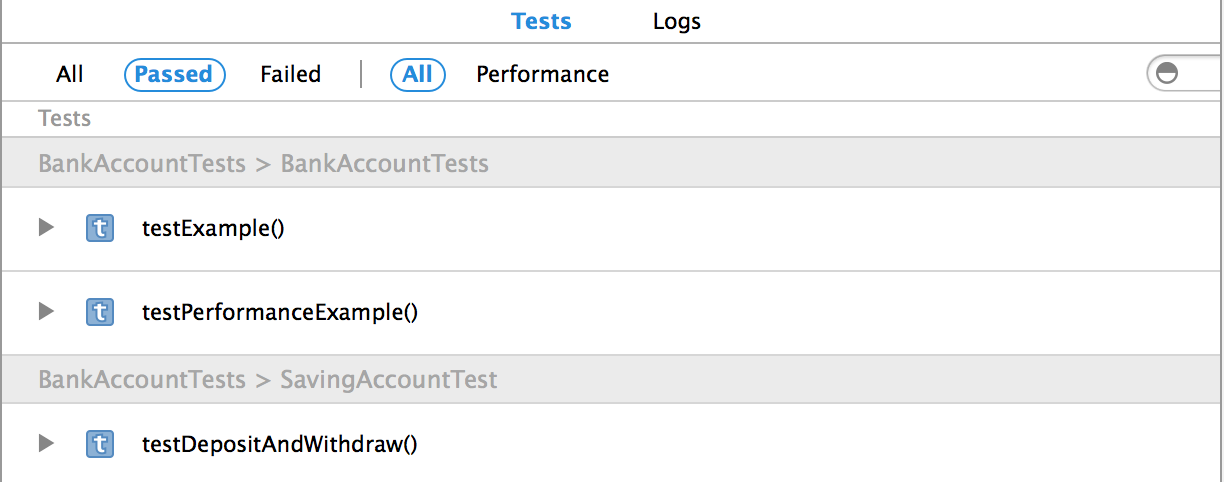 Tests Logs
All Passed Failed All Performance
Tests
BankAccountTests > BankAccountTests
t testExample()
t testPerformanceExample()
BankAccountTests > SavingAccountTest
t testDepositAndWithdraw()